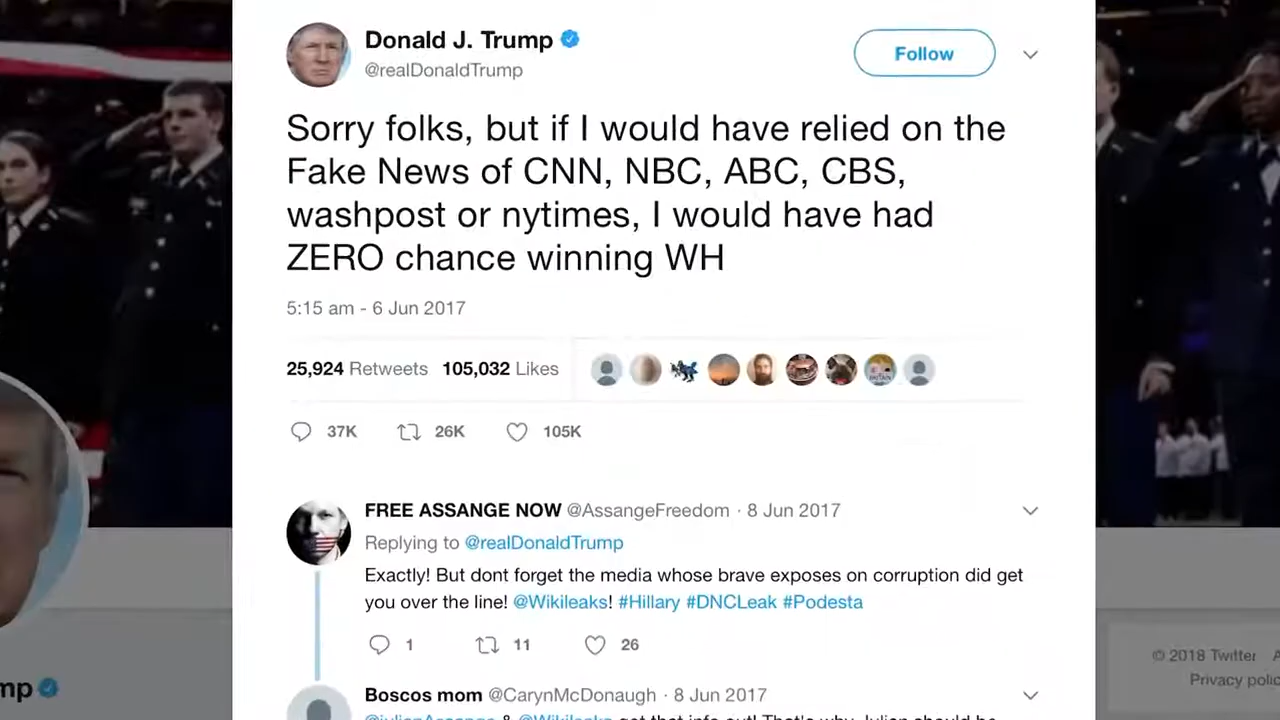 Donald J. Trump
@realDonaldTrump
Follow
Sorry folks, but if I would have relied on the
Fake News of CNN, NBC, ABC, CBS,
washpost or nytimes, I would have had
ZERO chance winning WH
5:15 am - 6 Jun 2017
25,924 Retweets 105,032 Likes
37K 26K 105K
FREE ASSANGE NOW @AssangeFreedom · 8 Jun 2017
Replying to @realDonaldTrump
Exactly! But dont forget the media whose brave exposes on corruption did get
you over the line! @Wikileaks! #Hillary #DNCLeak #Podesta
1 11 26
© 2018 Twitter A
Privacy polic
mp
Boscos mom @CarynMcDonaugh · 8 Jun 2017